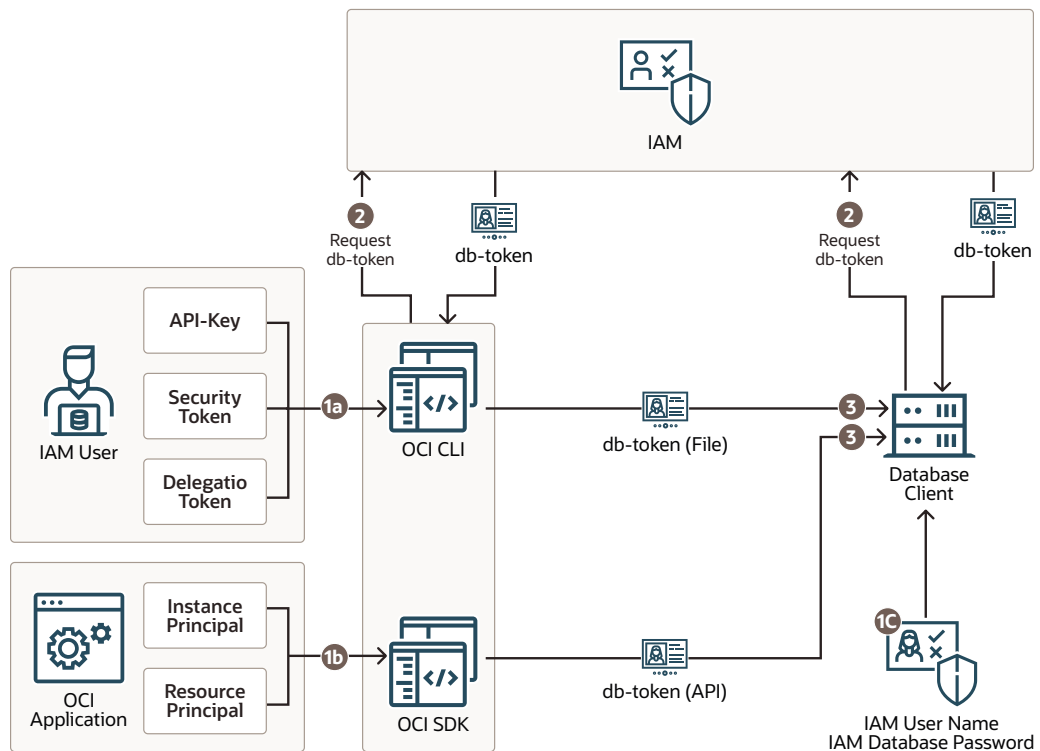 IAM
2
Request
db-token
db-token
2
Request
db-token
db-token
API-Key
Security
Token
Delegatio
Token
IAM User
1a
OCI CLI
db-token (File)
3
3
Database
Client
Instance
Principal
Resource
Principal
OCI
Application
1b
OCI SDK
db-token (API)
1C
IAM User Name
IAM Database Password